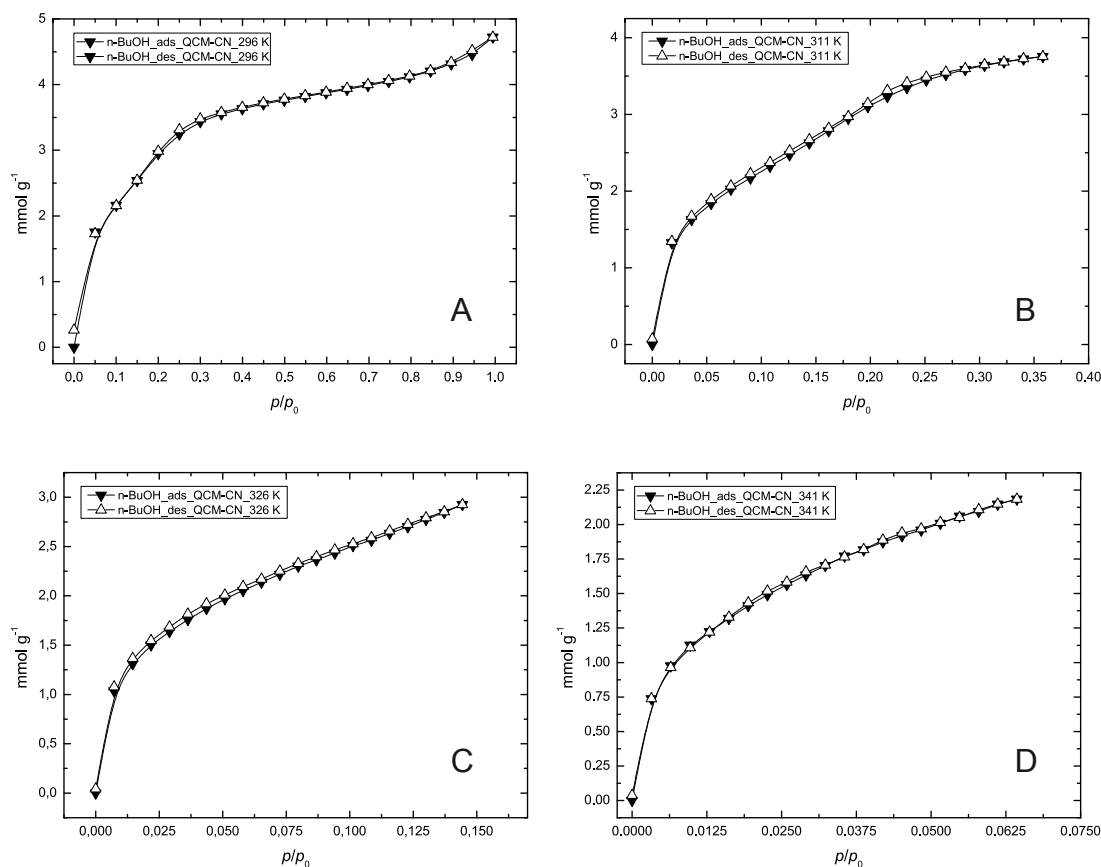 n-BuOH_ads_QCM-CN_296 K
n-BuOH_des_QCM-CN_296 K
5
4
3
2
1
0
mmol g⁻¹
A
0.0 0.1 0.2 0.3 0.4 0.5 0.6 0.7 0.8 0.9 1.0
p/p₀
n-BuOH_ads_QCM-CN_311 K
n-BuOH_des_QCM-CN_311 K
4
3
2
1
0
mmol g⁻¹
B
0.00 0.05 0.10 0.15 0.20 0.25 0.30 0.35 0.40
p/p₀
n-BuOH_ads_QCM-CN_326 K
n-BuOH_des_QCM-CN_326 K
3,0
2,5
2,0
1,5
1,0
0,5
0,0
mmol g⁻¹
C
0,000 0,025 0,050 0,075 0,100 0,125 0,150
p/p₀
n-BuOH_ads_QCM-CN_341 K
n-BuOH_des_QCM-CN_341 K
2.25
2.00
1.75
1.50
1.25
1.00
0.75
0.50
0.25
0.00
mmol g⁻¹
D
0.0000 0.0125 0.0250 0.0375 0.0500 0.0625 0.0750
p/p₀